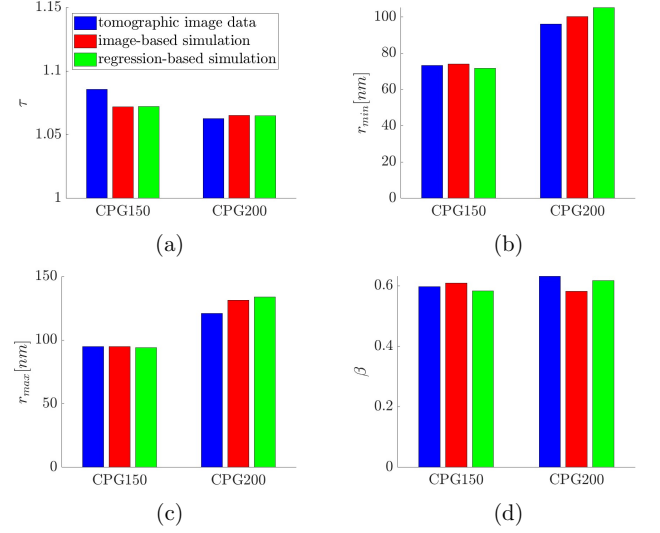 1.15
1.1
1.05
1
τ
tomographic image data
image-based simulation
regression-based simulation
CPG150 CPG200
(a)
100
80
60
40
20
0
r_min[nm]
CPG150 CPG200
(b)
150
100
50
0
r_max[nm]
CPG150 CPG200
(c)
0.6
0.4
0.2
0
β
CPG150 CPG200
(d)